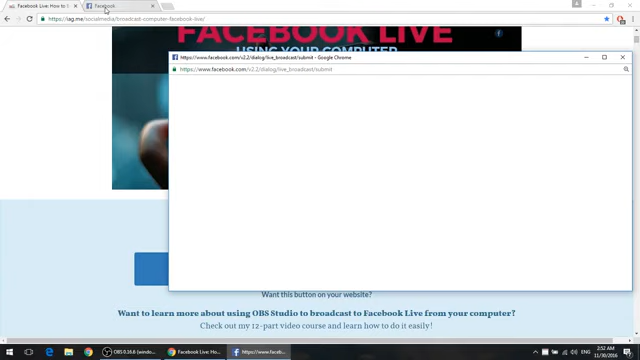 Facebook Live: How to B
Facebook
https://iag.me/socialmedia/broadcast-computer-facebook-live/
FACEBOOK LIVE
USING YOUR COMPUTER
https://www.facebook.com/v2.2/dialog/live_broadcast/submit - Google Chrome
https://www.facebook.com/v2.2/dialog/live_broadcast/submit
Want this button on your website?
Want to learn more about using OBS Studio to broadcast to Facebook Live from your computer?
Check out my 12-part video course and learn how to do it easily!
OBS 0.16.6 (windo...
Facebook Live: Ho...
https://www.faceb...
ENG
2:52 AM
11/30/2016